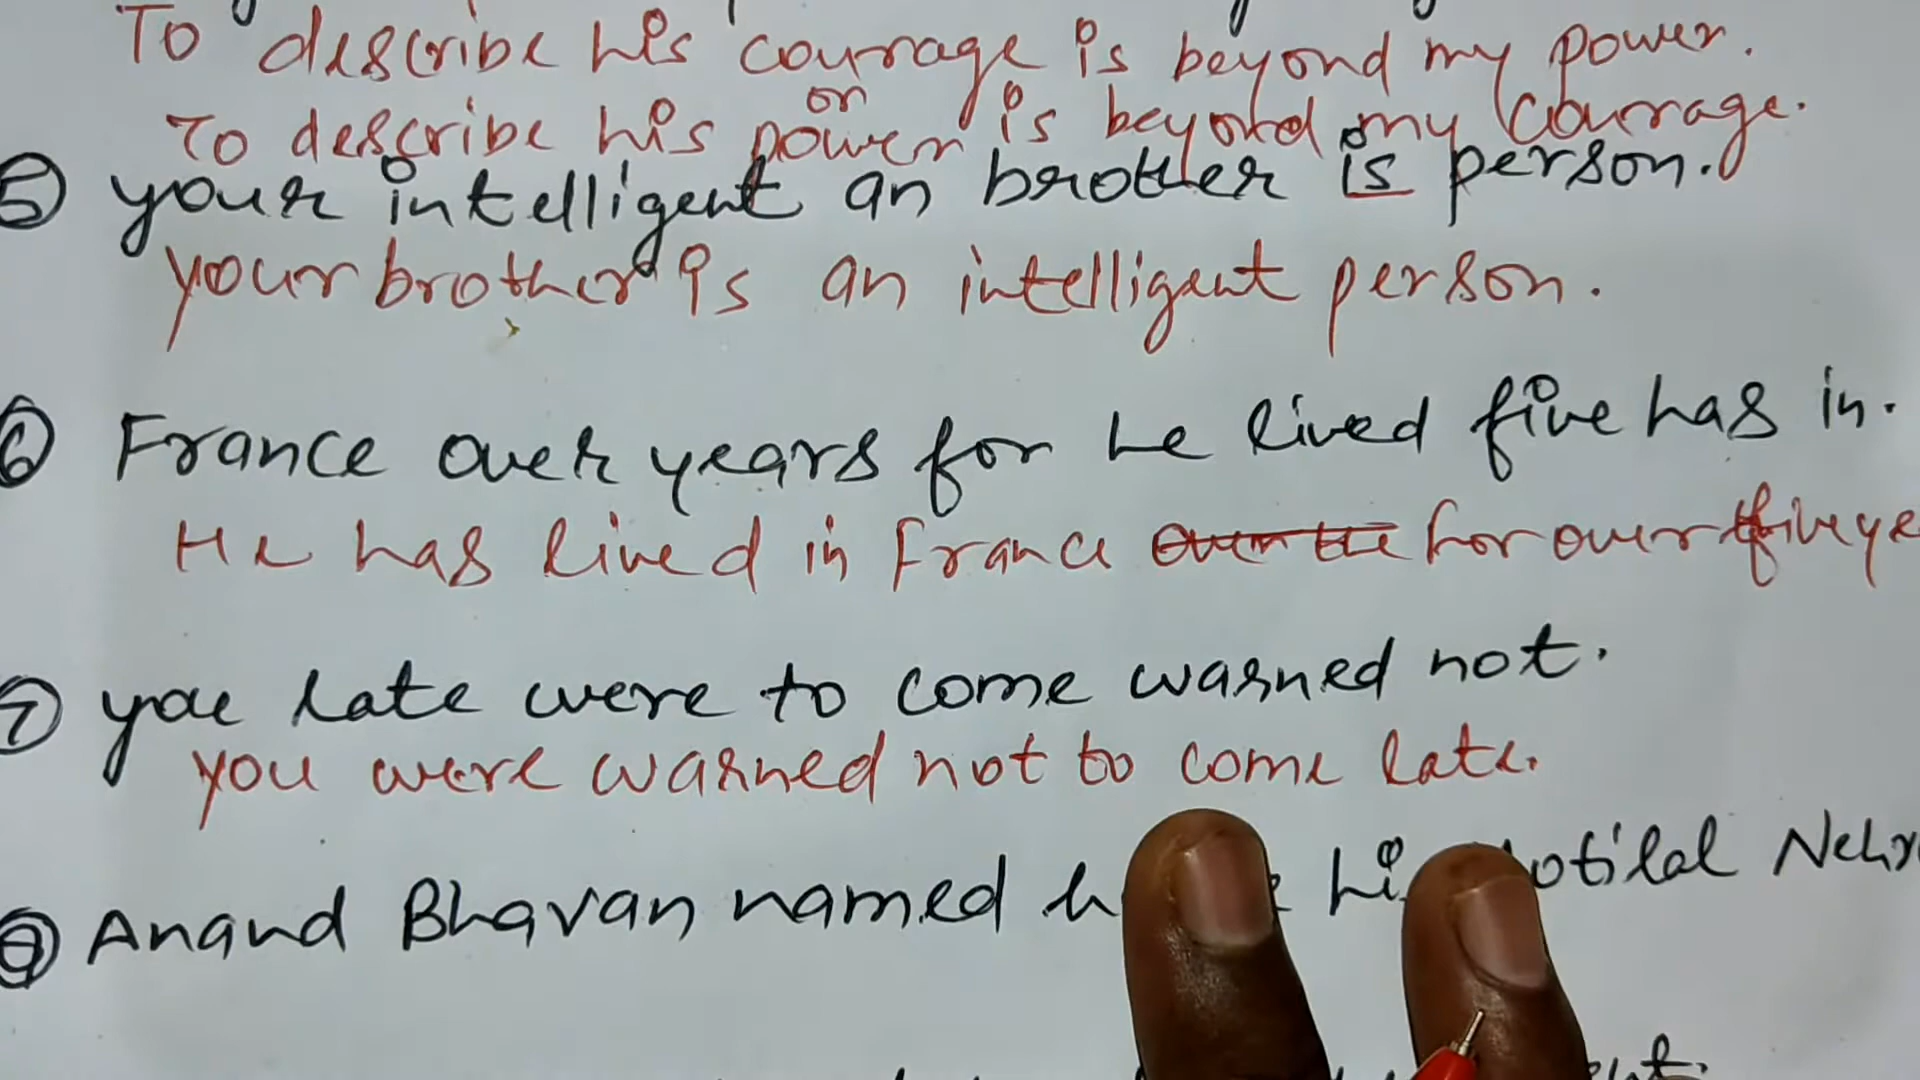 To describe his courage is beyond my power.
or
To describe his power is beyond my courage.
5 your intelligent an brother is person.
your brother is an intelligent person.
6 France over years for he lived five has in.
He has lived in France for over five ye
7 you late were to come warned not.
You were warned not to come late.
Anand Bhavan named